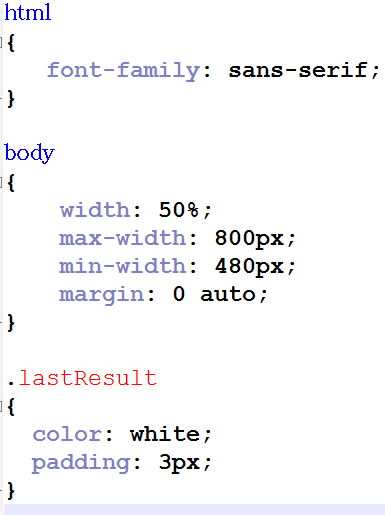 html
{
   font-family: sans-serif;
}

body
{
    width: 50%;
    max-width: 800px;
    min-width: 480px;
    margin: 0 auto;
}

.lastResult
{
  color: white;
  padding: 3px;
}